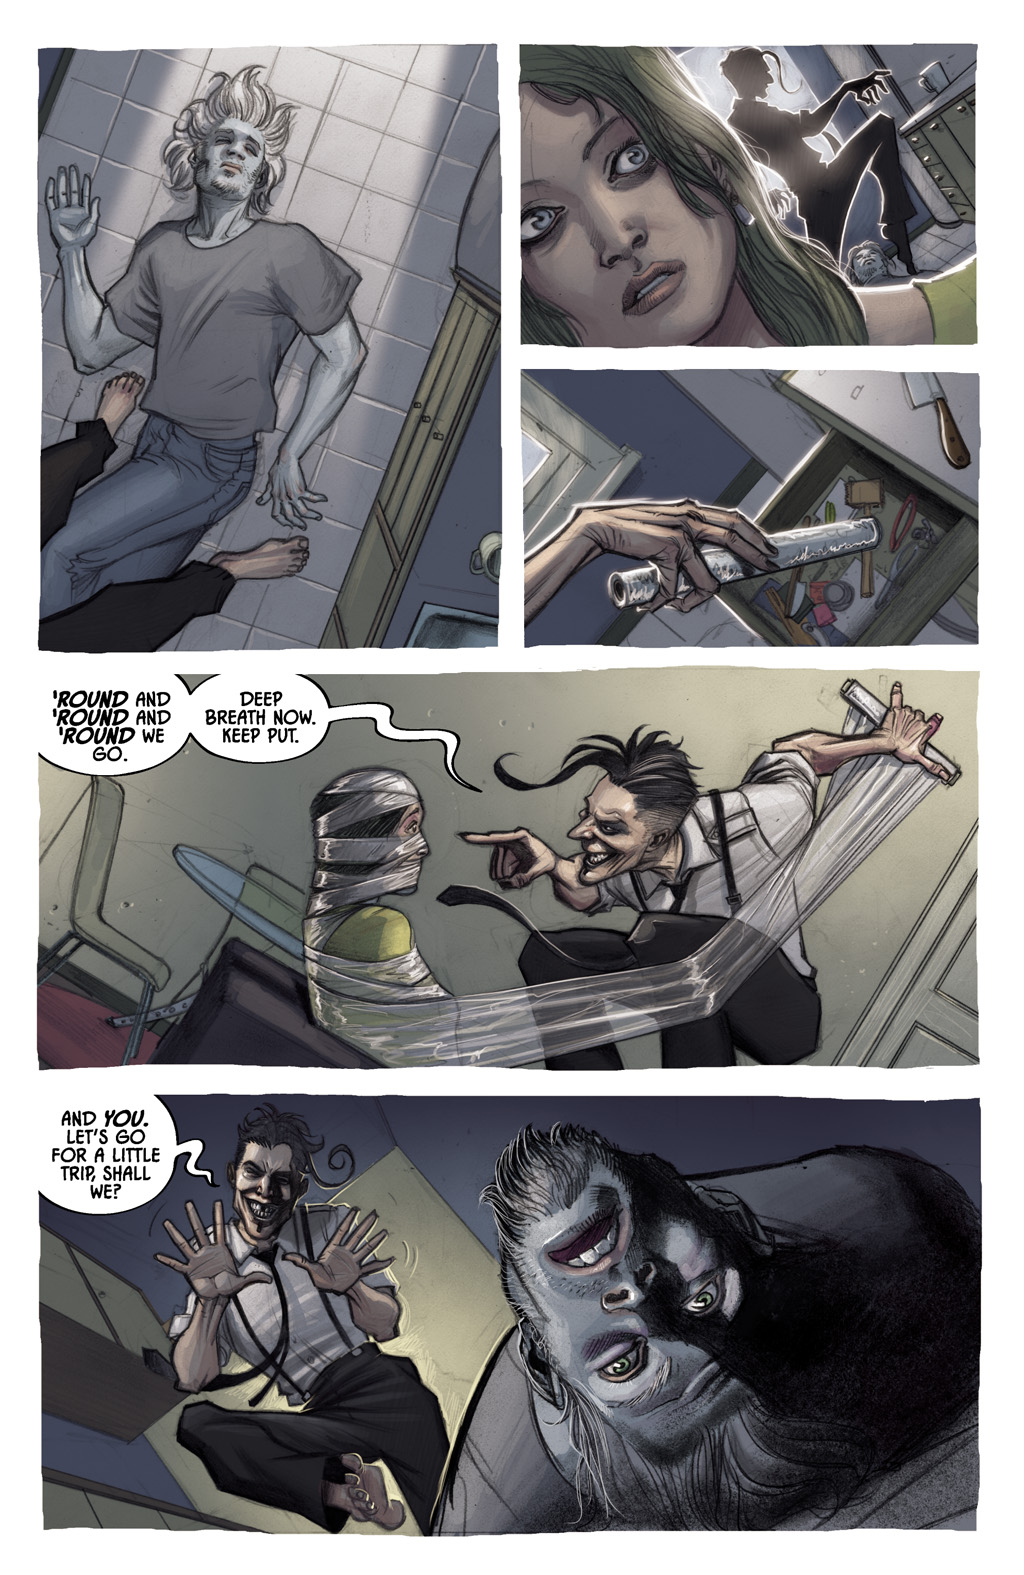 'ROUND AND
'ROUND AND
'ROUND WE
GO.
DEEP
BREATH NOW.
KEEP PUT.
AND YOU.
LET'S GO
FOR A LITTLE
TRIP, SHALL
WE?